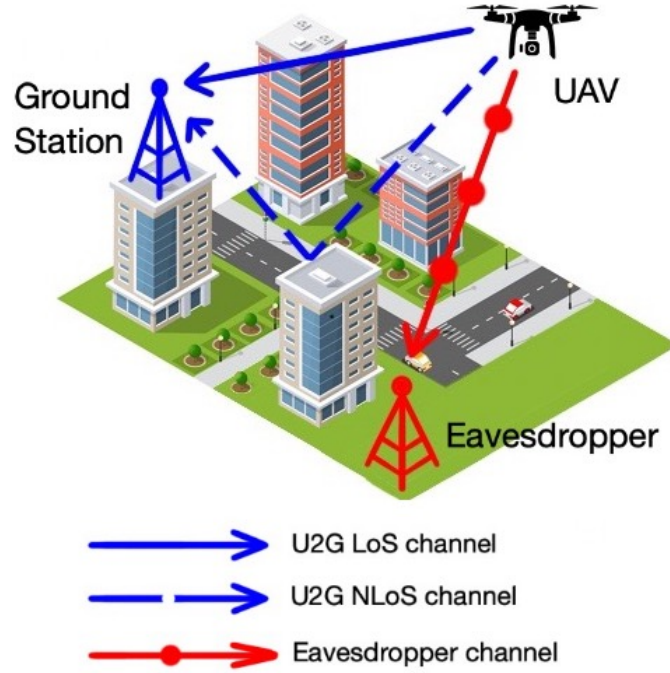 Ground
Station
UAV
Eavesdropper
U2G LoS channel
U2G NLoS channel
Eavesdropper channel